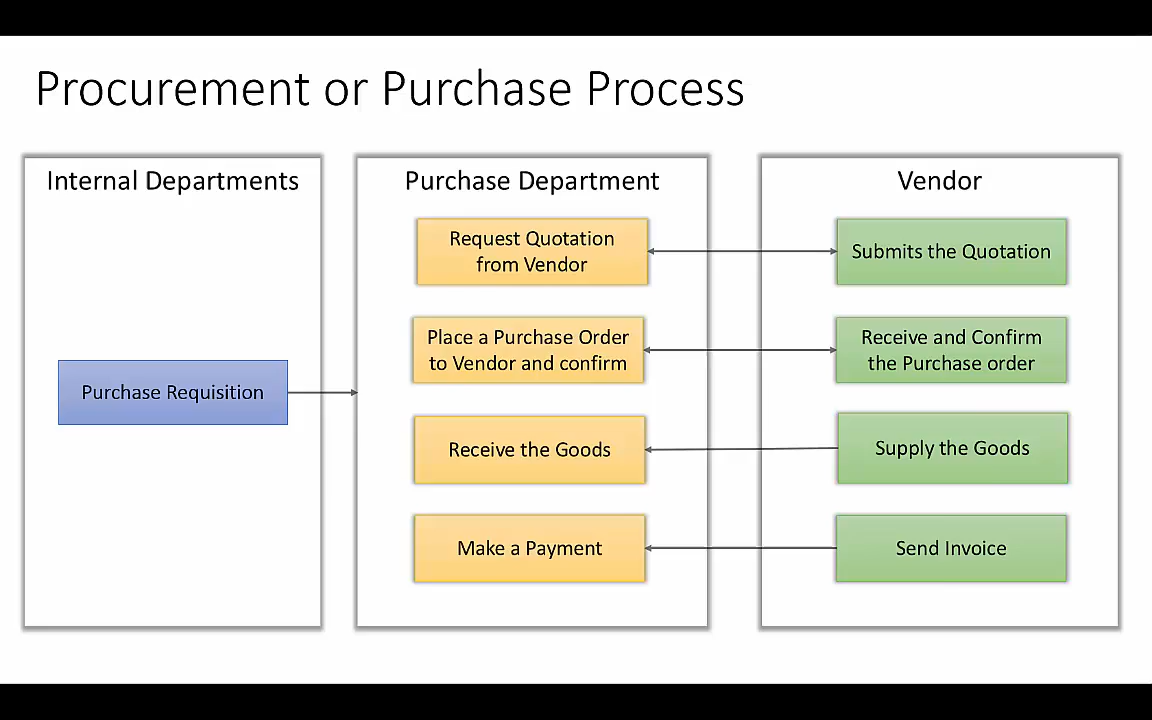 Procurement or Purchase Process
Internal Departments
Purchase Requisition
Purchase Department
Request Quotation
from Vendor
Place a Purchase Order
to Vendor and confirm
Receive the Goods
Make a Payment
Vendor
Submits the Quotation
Receive and Confirm
the Purchase order
Supply the Goods
Send Invoice